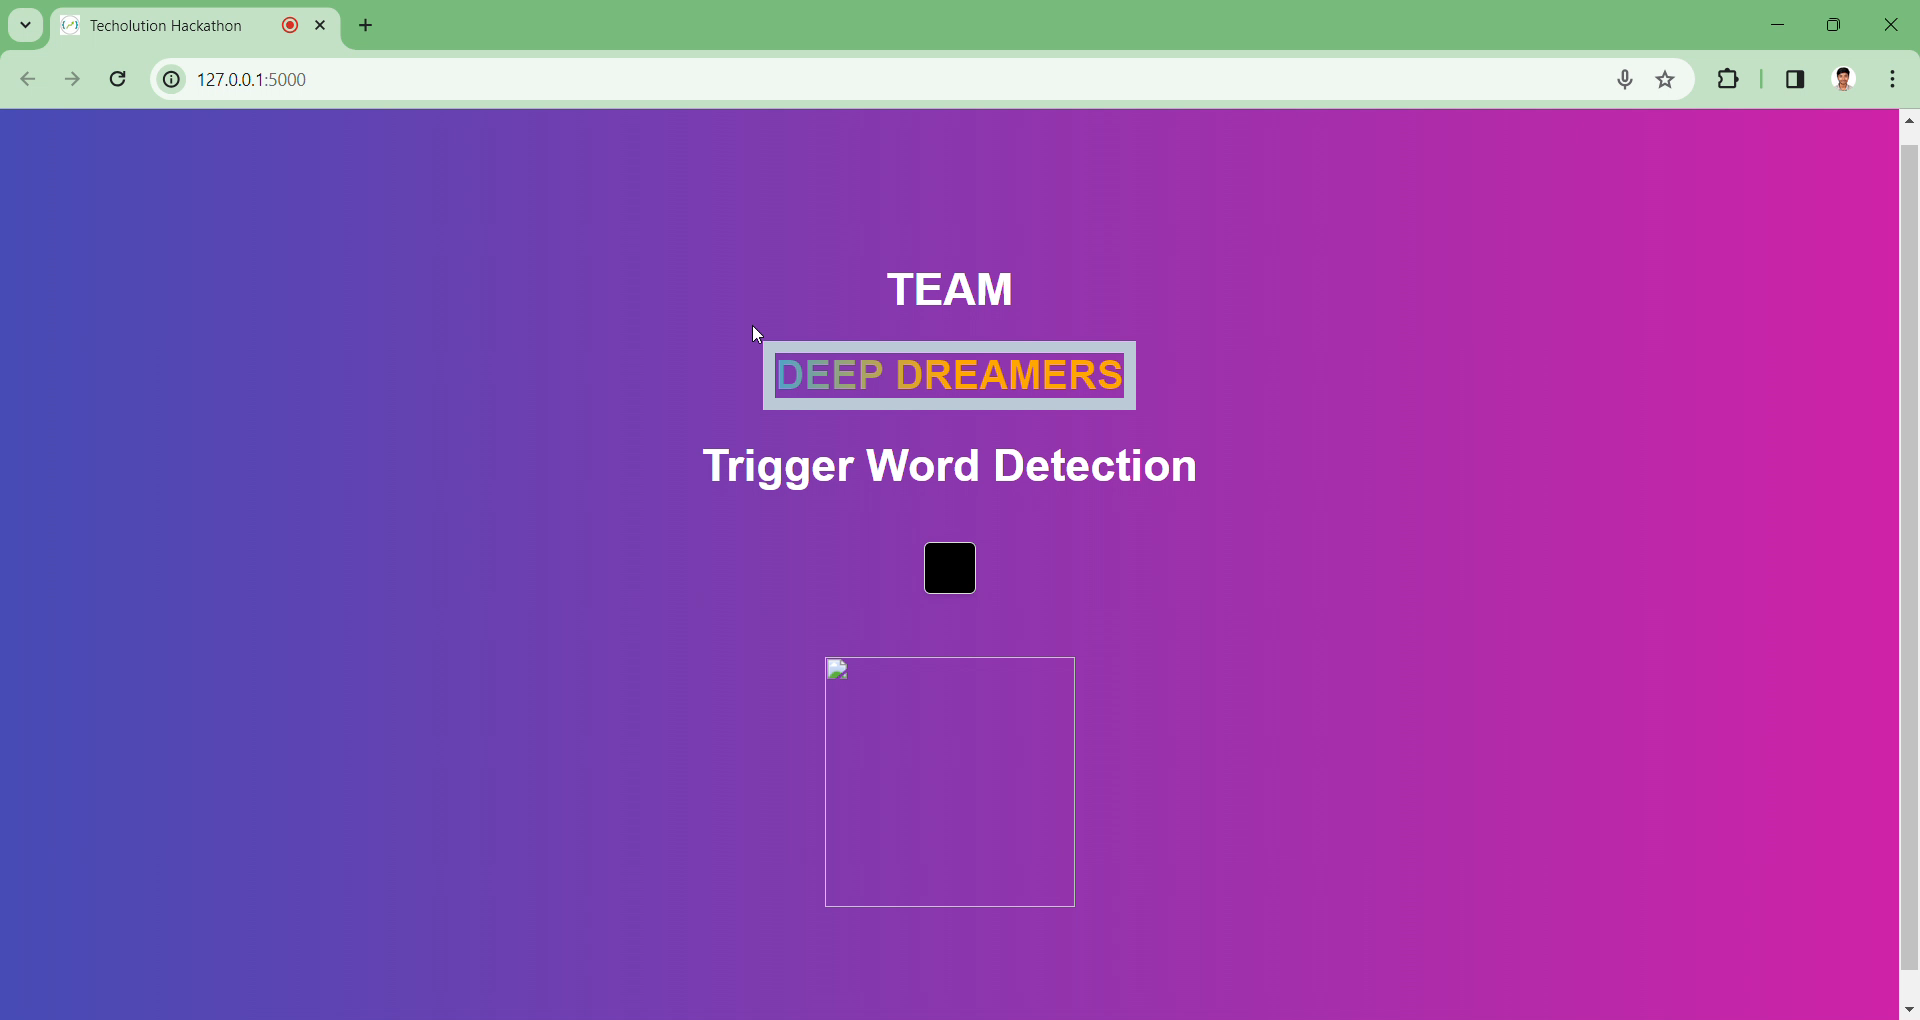 Techolution Hackathon
127.0.0.1:5000
TEAM
DEEP DREAMERS
Trigger Word Detection